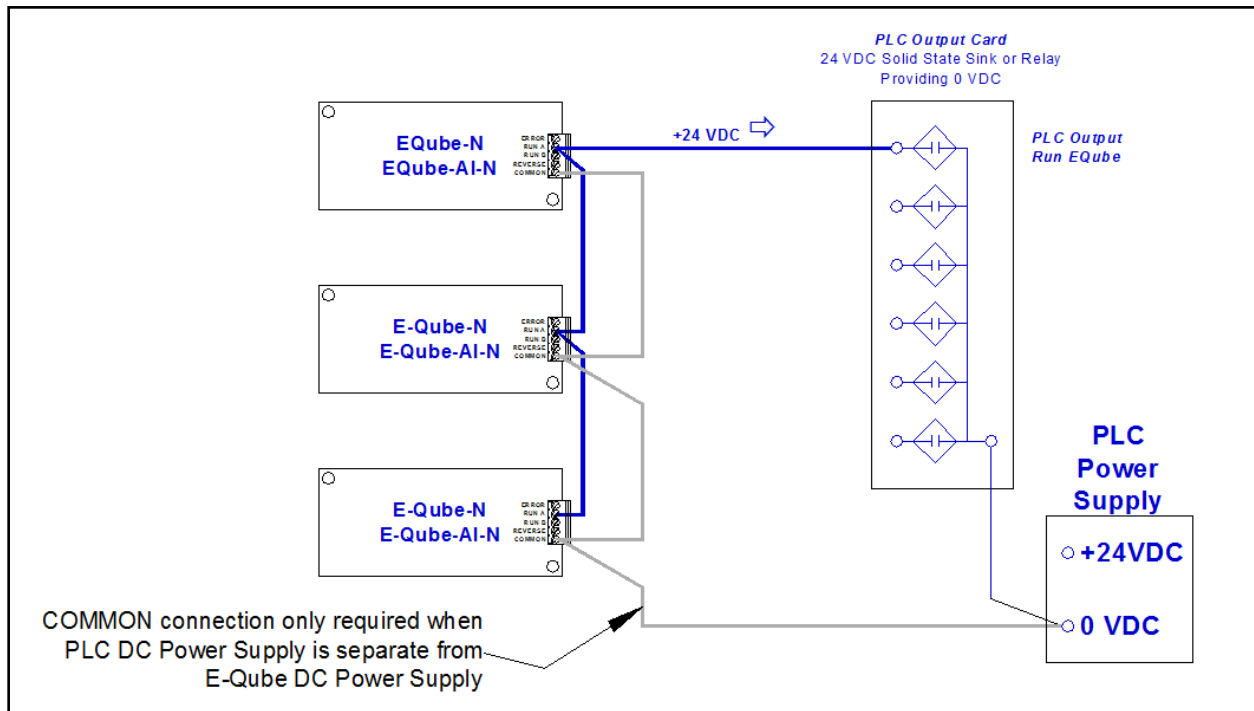 PLC Output Card
24 VDC Solid State Sink or Relay
Providing 0 VDC
PLC Output
Run EQube
+24 VDC
EQube-N
EQube-AI-N
ERROR
RUN A
RUN B
REVERSE
COMMON
E-Qube-N
E-Qube-AI-N
ERROR
RUN A
RUN B
REVERSE
COMMON
E-Qube-N
E-Qube-AI-N
ERROR
RUN A
RUN B
REVERSE
COMMON
PLC
Power
Supply
+24VDC
0 VDC
COMMON connection only required when
PLC DC Power Supply is separate from
E-Qube DC Power Supply